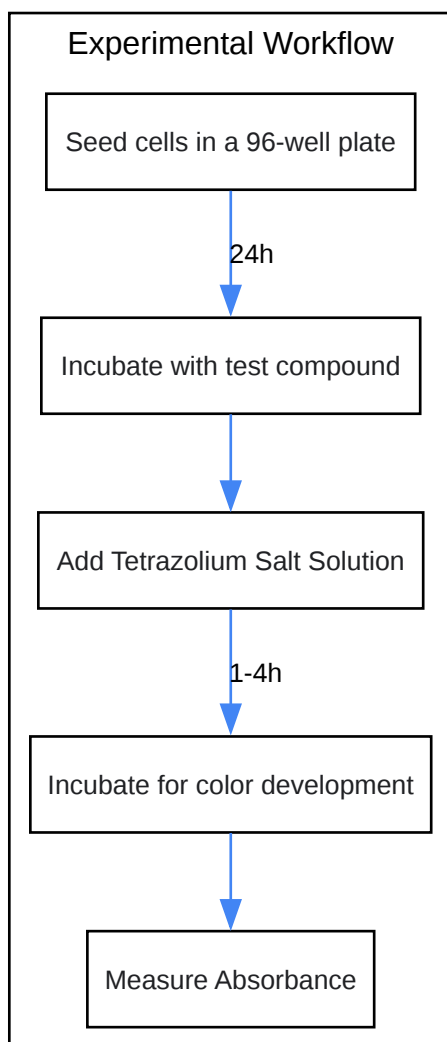 Experimental Workflow
Seed cells in a 96-well plate
24h
Incubate with test compound
Add Tetrazolium Salt Solution
1-4h
Incubate for color development
Measure Absorbance